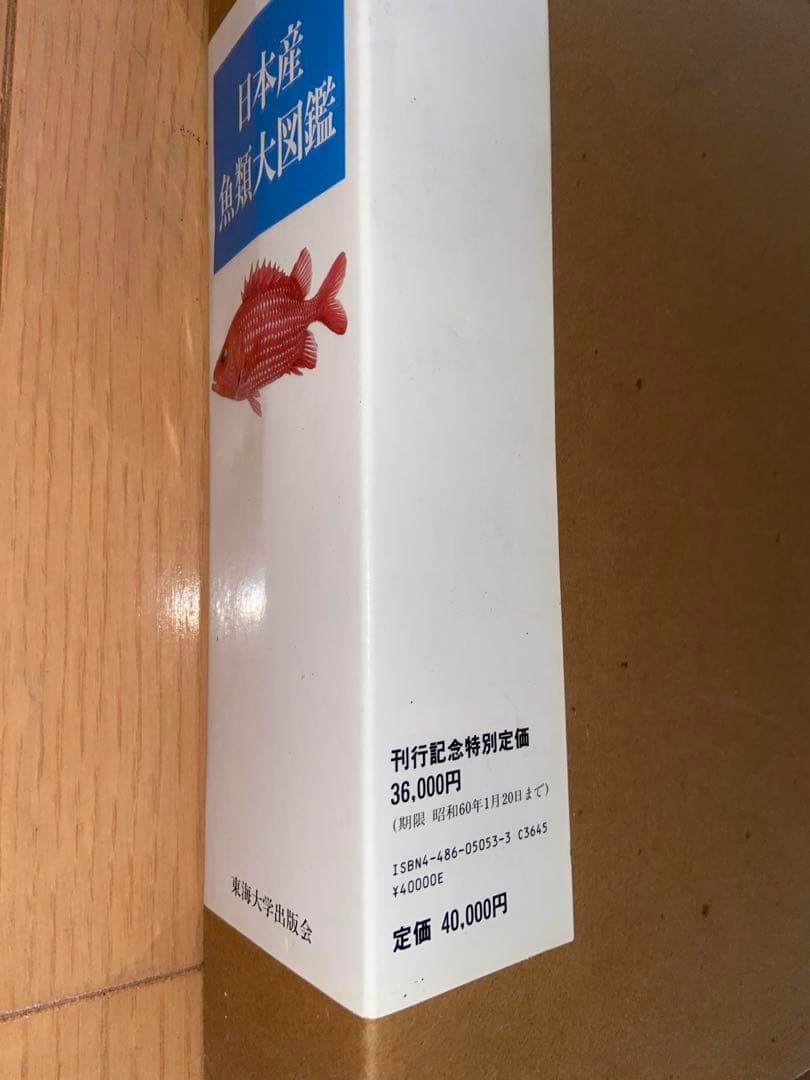 日本産
魚類大図鑑
東海大学出版会
刊行記念特別定価
36,000円
(期限 昭和60年1月20日まで)
ISBN4-486-05053-3 C3645
¥40000E
定価 40,000円